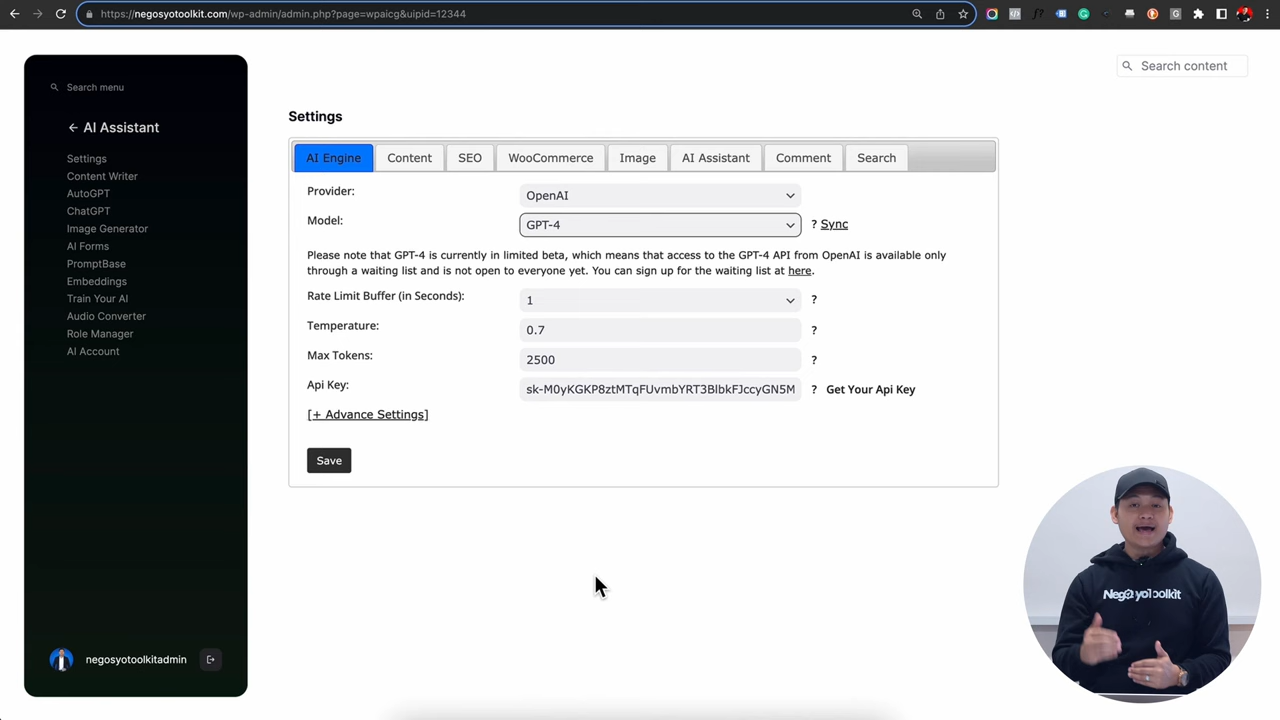 https://negosyotoolkit.com/wp-admin/admin.php?page=wpaicg&uipid=12344
Search menu
Search content
AI Assistant
Settings
Content Writer
AutoGPT
ChatGPT
Image Generator
AI Forms
PromptBase
Embeddings
Train Your AI
Audio Converter
Role Manager
AI Account
negosyotoolkitadmin
Settings
AI Engine Content SEO WooCommerce Image AI Assistant Comment Search
Provider: OpenAI
Model: GPT-4 ? Sync
Please note that GPT-4 is currently in limited beta, which means that access to the GPT-4 API from OpenAI is available only
through a waiting list and is not open to everyone yet. You can sign up for the waiting list at here.
Rate Limit Buffer (in Seconds): 1 ?
Temperature: 0.7 ?
Max Tokens: 2500 ?
Api Key: sk-M0yKGKP8ztMTqFUvmbYRT3BlbkFJccyGN5M ? Get Your Api Key
[+ Advance Settings]
Save
NegosyoToolkit